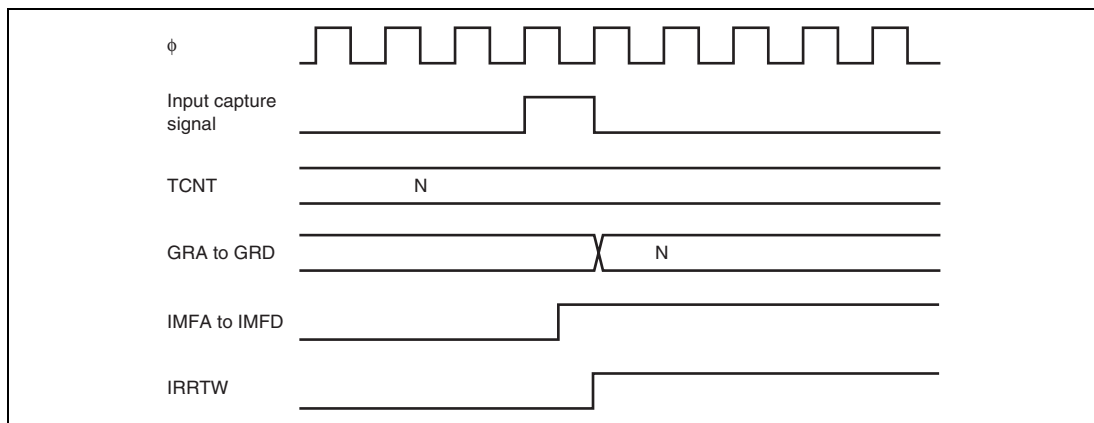 ϕ
Input capture
signal
TCNT
N
GRA to GRD
N
IMFA to IMFD
IRRTW